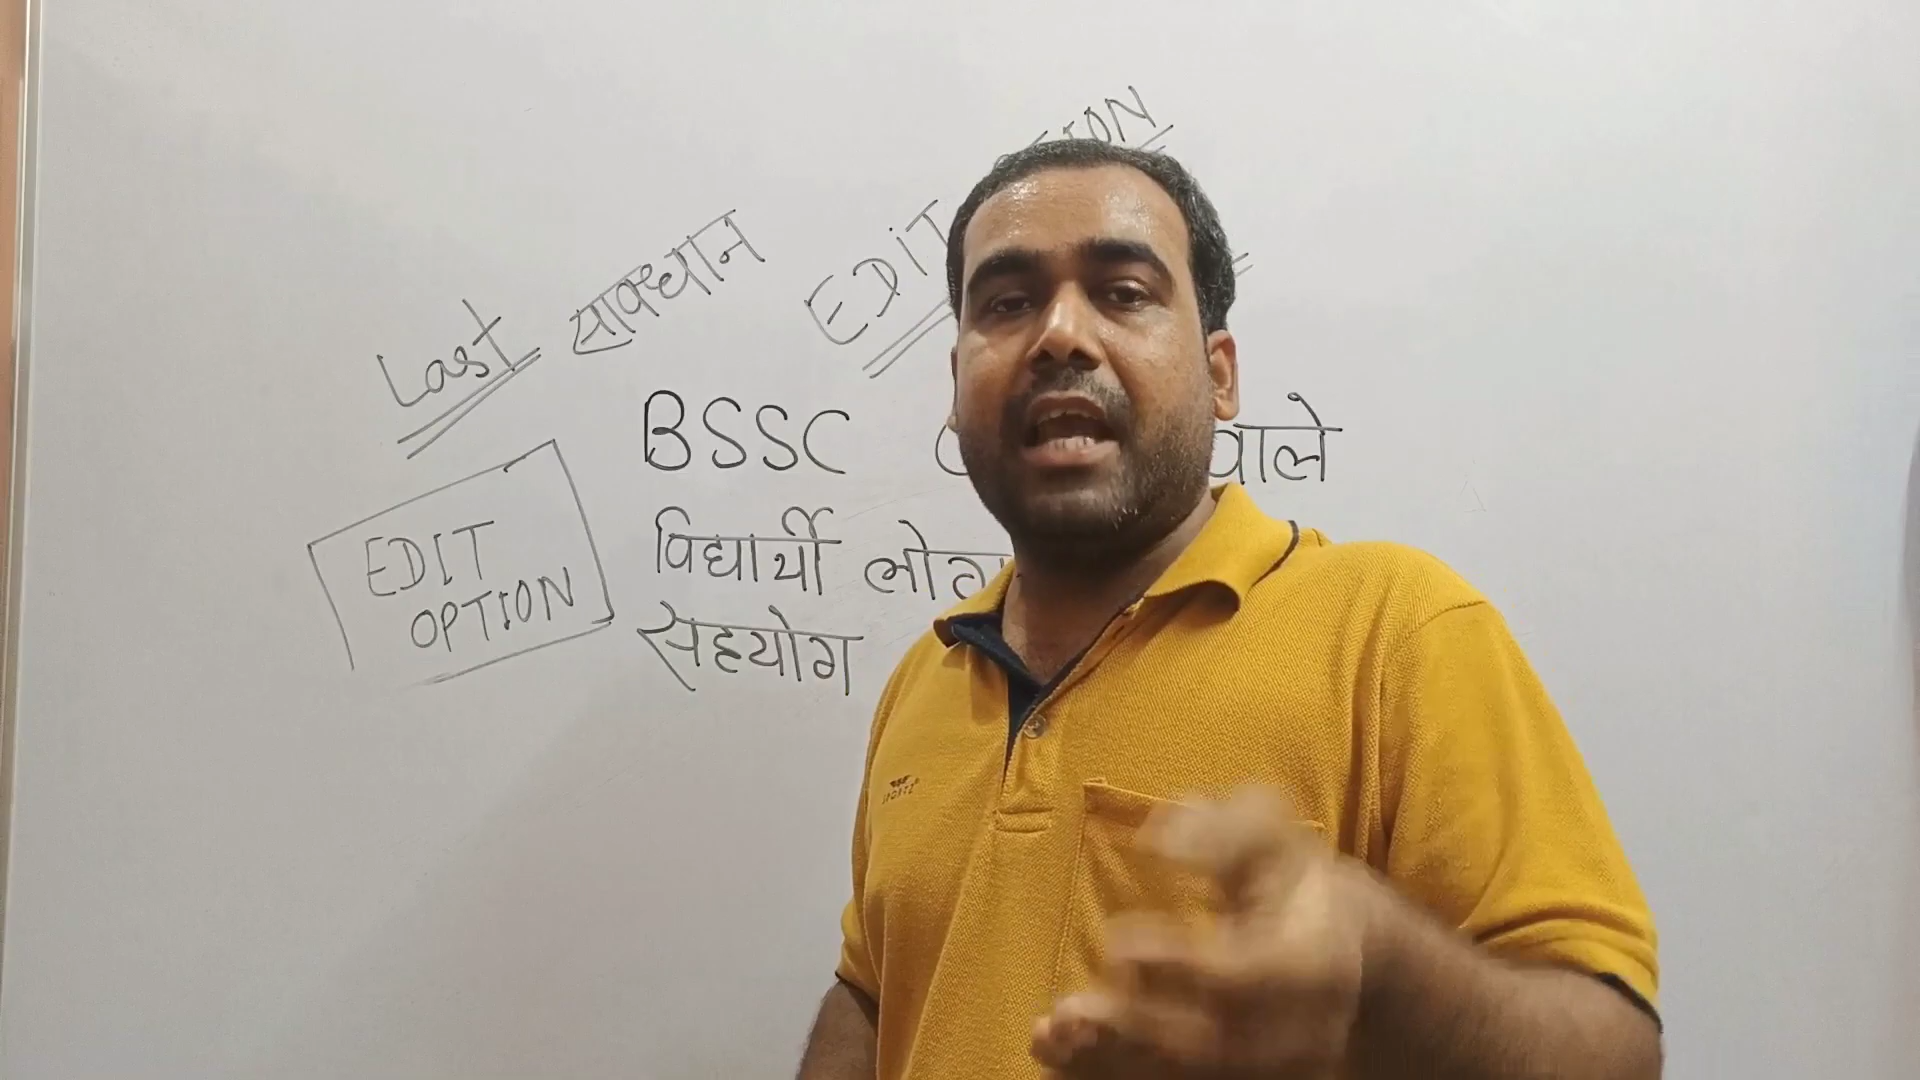 Last सावधान
EDIT
BSSC वाले
विद्यार्थी लोग
सहयोग
EDIT
OPTION